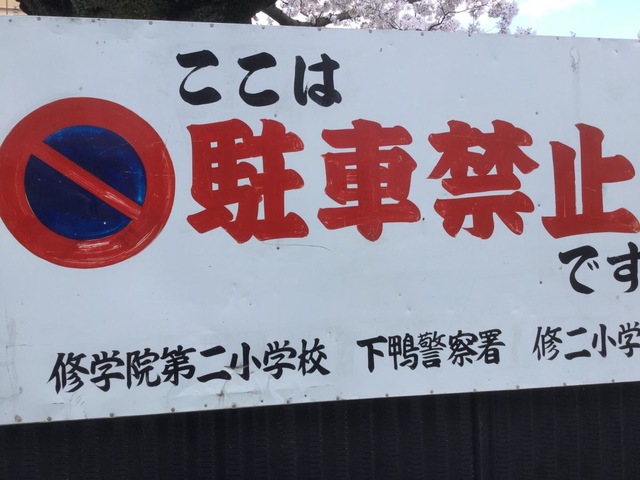 ここは
駐車禁止
です
修学院第二小学校 下鴨警察署 修二小学